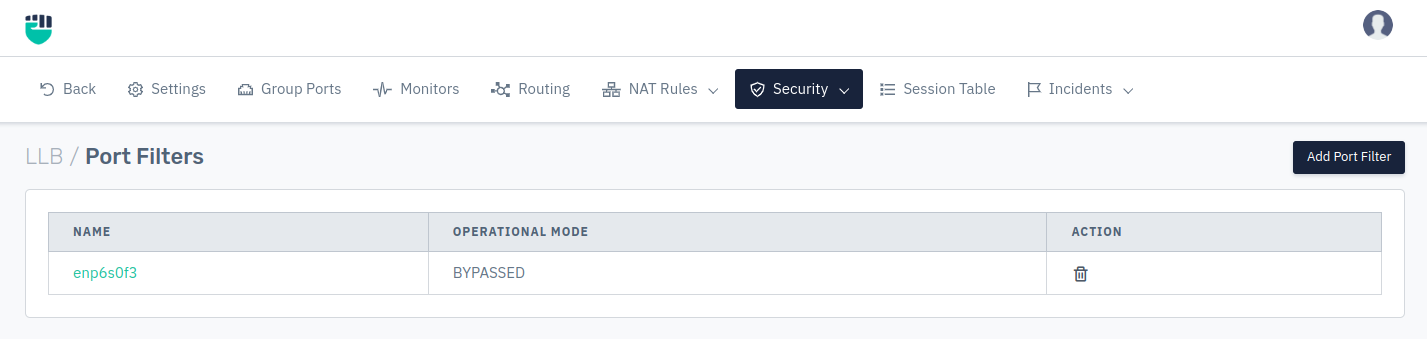 Back Settings Group Ports Monitors Routing NAT Rules Security Session Table Incidents
LLB / Port Filters
Add Port Filter
NAME OPERATIONAL MODE ACTION
enp6s0f3 BYPASSED